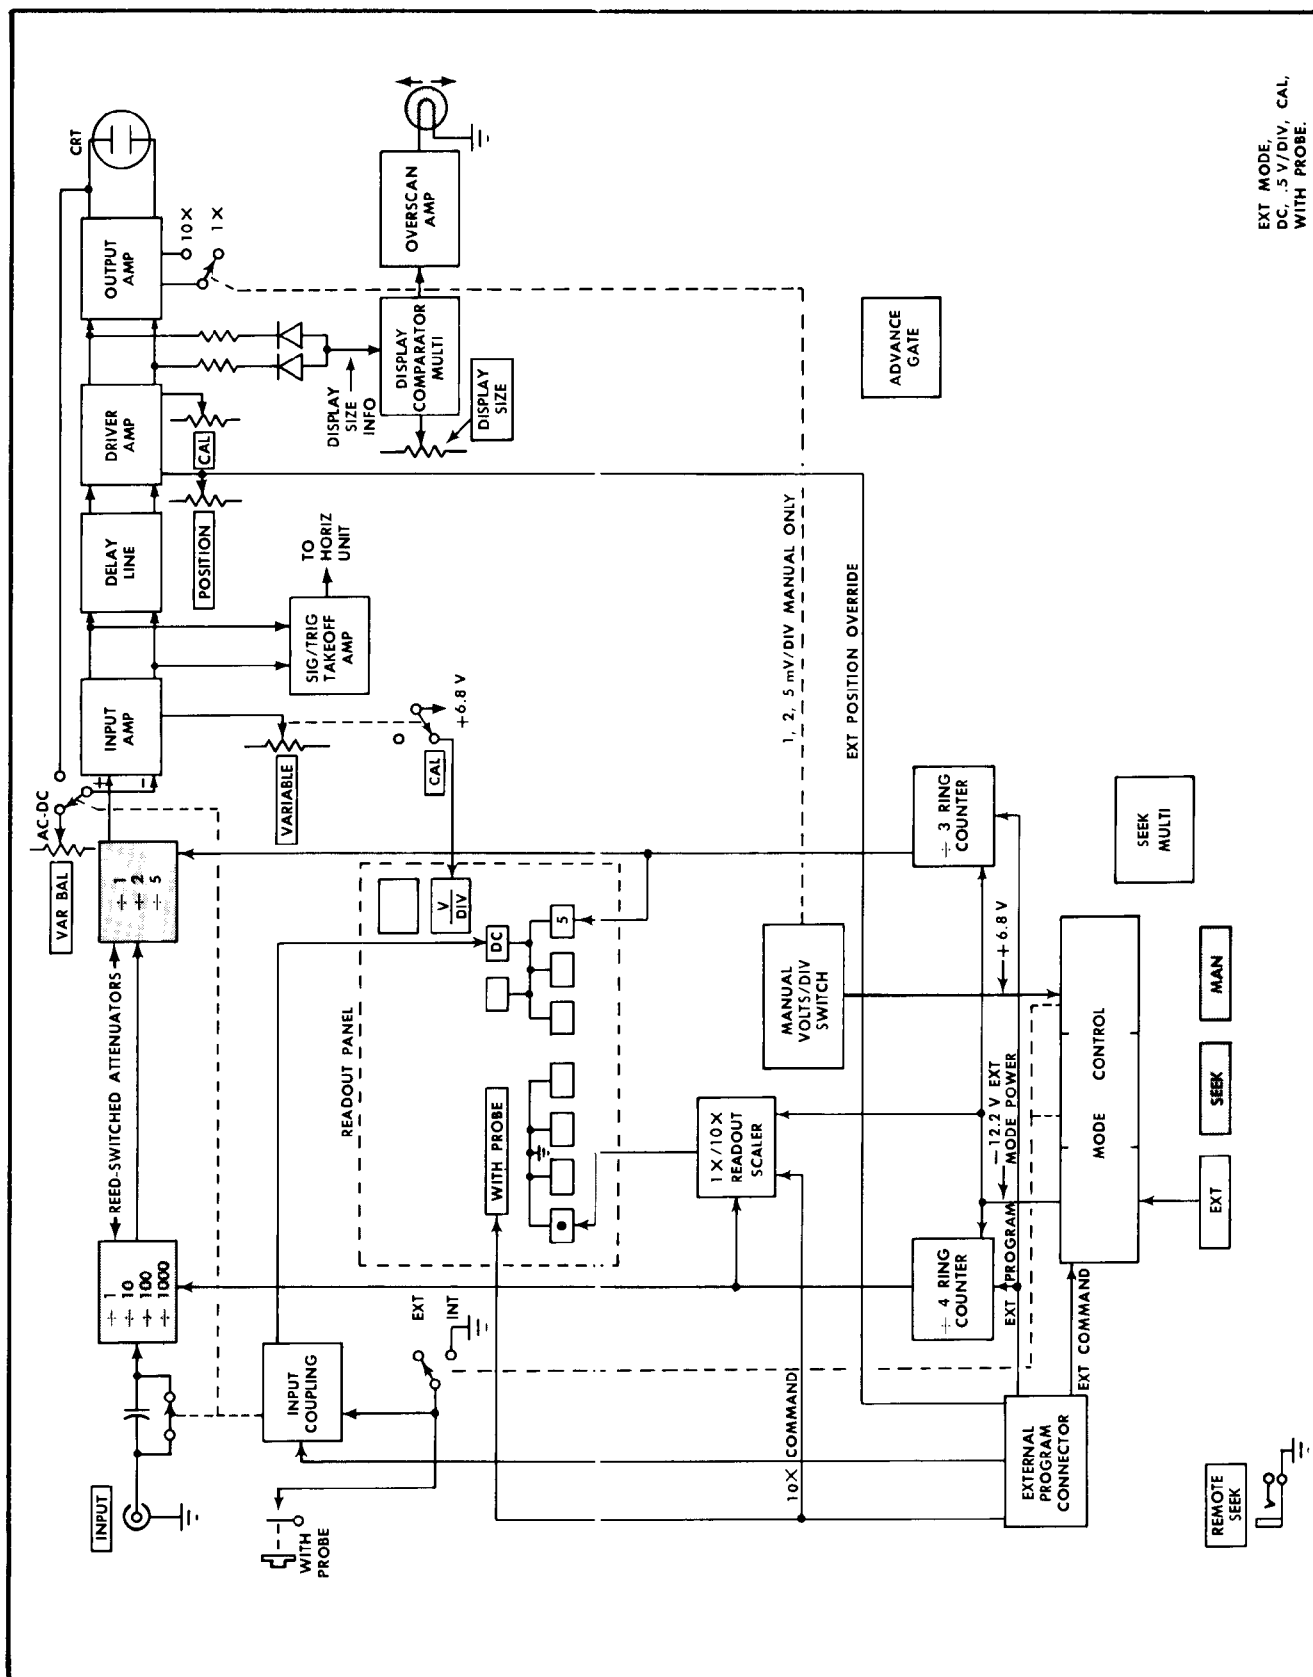 CRT
OUTPUT
AMP
10X
1X
OVERSCAN
AMP
DRIVER
AMP
CAL
POSITION
DISPLAY
SIZE
INFO
DISPLAY
COMPARATOR
MULTI
DISPLAY
SIZE
DELAY
LINE
SIG/TRIG
TAKEOFF
AMP
TO
HORIZ
UNIT
INPUT
AMP
+
-
AC-DC
VAR BAL
VARIABLE
CAL
+6.8 V
÷ 1
÷ 2
÷ 5
REED-SWITCHED ATTENUATORS
÷ 1
÷ 10
÷ 100
÷ 1000
INPUT
INPUT
COUPLING
WITH
PROBE
EXT
INT
READOUT PANEL
V
DIV
DC
5
WITH PROBE
1X/10X
READOUT
SCALER
MANUAL
VOLTS/DIV
SWITCH
1, 2, 5 mV/DIV MANUAL ONLY
EXT POSITION OVERRIDE
ADVANCE
GATE
÷ 3 RING
COUNTER
÷ 4 RING
COUNTER
10X COMMAND
EXT PROGRAM
-12.2 V EXT
MODE POWER
+6.8 V
EXT COMMAND
EXTERNAL
PROGRAM
CONNECTOR
MODE CONTROL
SEEK
MULTI
EXT
SEEK
MAN
REMOTE
SEEK
EXT MODE,
DC, .5 V/DIV, CAL,
WITH PROBE.